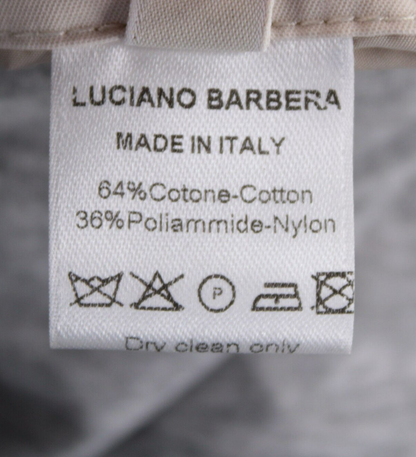 LUCIANO BARBERA
MADE IN ITALY
64%Cotone-Cotton
36%Poliammide-Nylon
P
Dry clean only